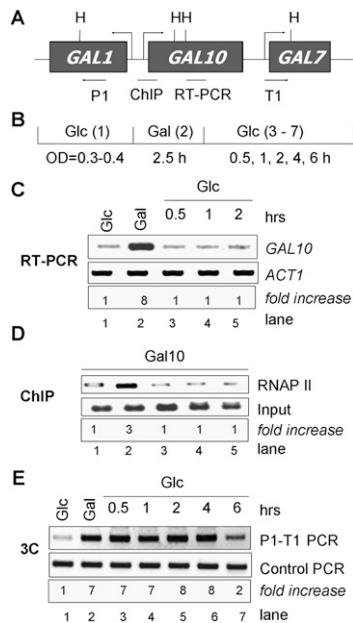 A
H H H H
GAL1 GAL10 GAL7
P1 ChIP RT-PCR T1
B
Glc (1) Gal (2) Glc (3 - 7)
OD=0.3-0.4 2.5 h 0.5, 1, 2, 4, 6 h
C
Glc
Glc Gal 0.5 1 2 hrs
GAL10
RT-PCR
ACT1
1 8 1 1 1 fold increase
1 2 3 4 5 lane
D
Gal10
RNAP II
ChIP
Input
1 3 1 1 1 fold increase
1 2 3 4 5 lane
E
Glc
Glc Gal 0.5 1 2 4 6 hrs
P1-T1 PCR
3C
Control PCR
1 7 7 7 8 8 2 fold increase
1 2 3 4 5 6 7 lane